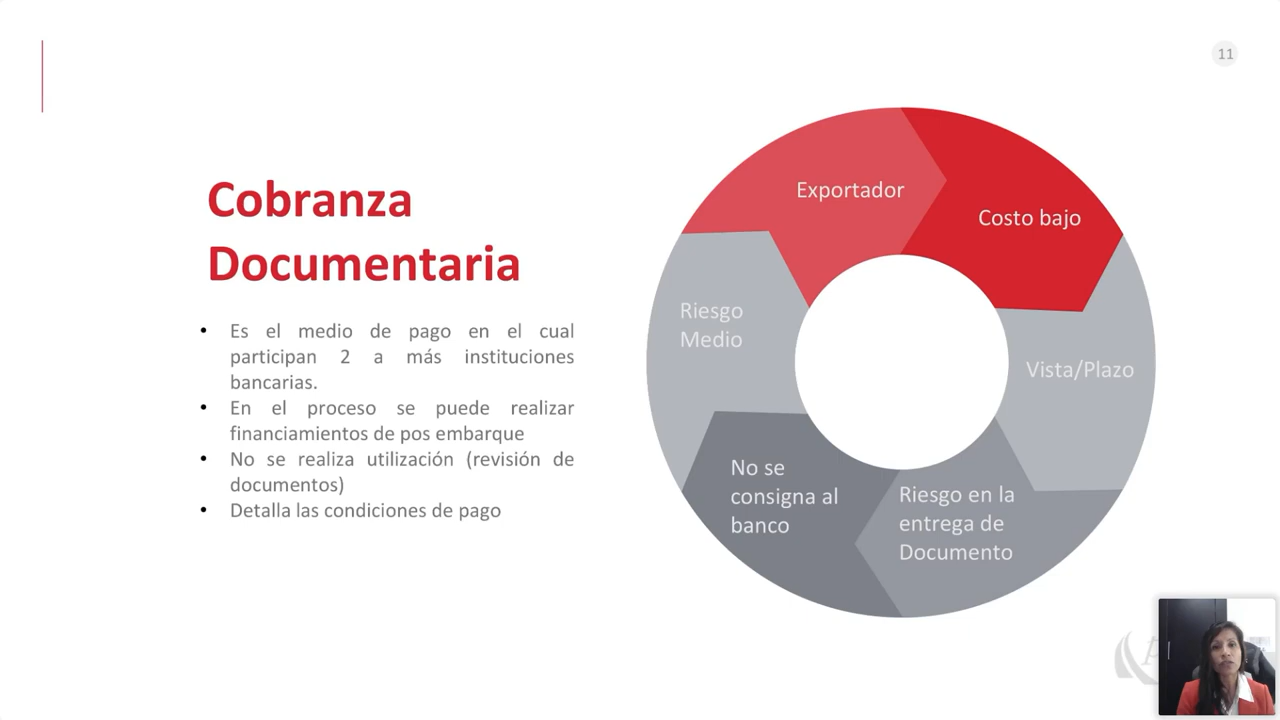 11
Cobranza
Documentaria
• Es el medio de pago en el cual
participan 2 a más instituciones
bancarias.
• En el proceso se puede realizar
financiamientos de pos embarque
• No se realiza utilización (revisión de
documentos)
• Detalla las condiciones de pago
Exportador
Costo bajo
Vista/Plazo
Riesgo en la
entrega de
Documento
No se
consigna al
banco
Riesgo
Medio